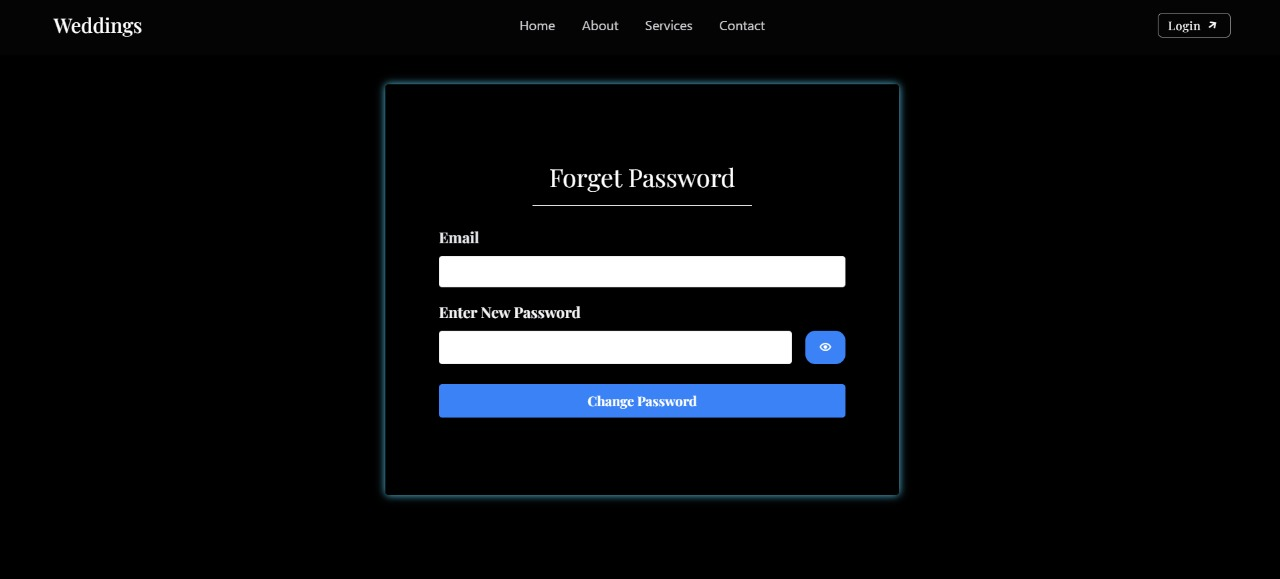 Weddings
Home About Services Contact
Login
Forget Password
Email
Enter New Password
Change Password